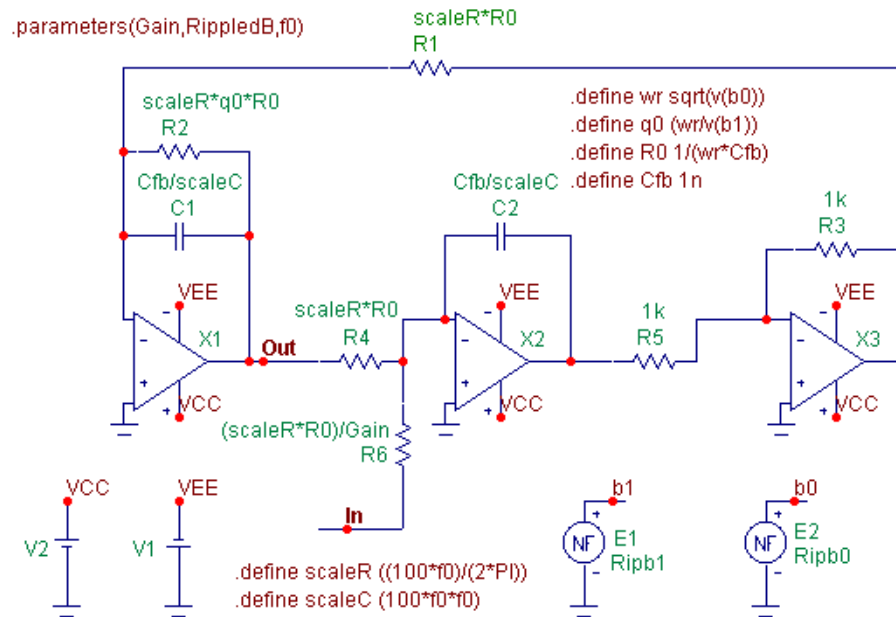 .parameters(Gain,RippledB,f0)
scaleR*R0
R1
scaleR*q0*R0
R2
.define wr sqrt(v(b0))
.define q0 (wr/v(b1))
.define R0 1/(wr*Cfb)
.define Cfb 1n
Cfb/scaleC
C1
Cfb/scaleC
C2
1k
R3
VEE
X1
VCC
Out
scaleR*R0
R4
VEE
X2
VCC
1k
R5
VEE
X3
VCC
(scaleR*R0)/Gain
R6
In
VCC
V2
VEE
V1
b1
NF
E1
Ripb1
b0
NF
E2
Ripb0
.define scaleR ((100*f0)/(2*PI))
.define scaleC (100*f0*f0)